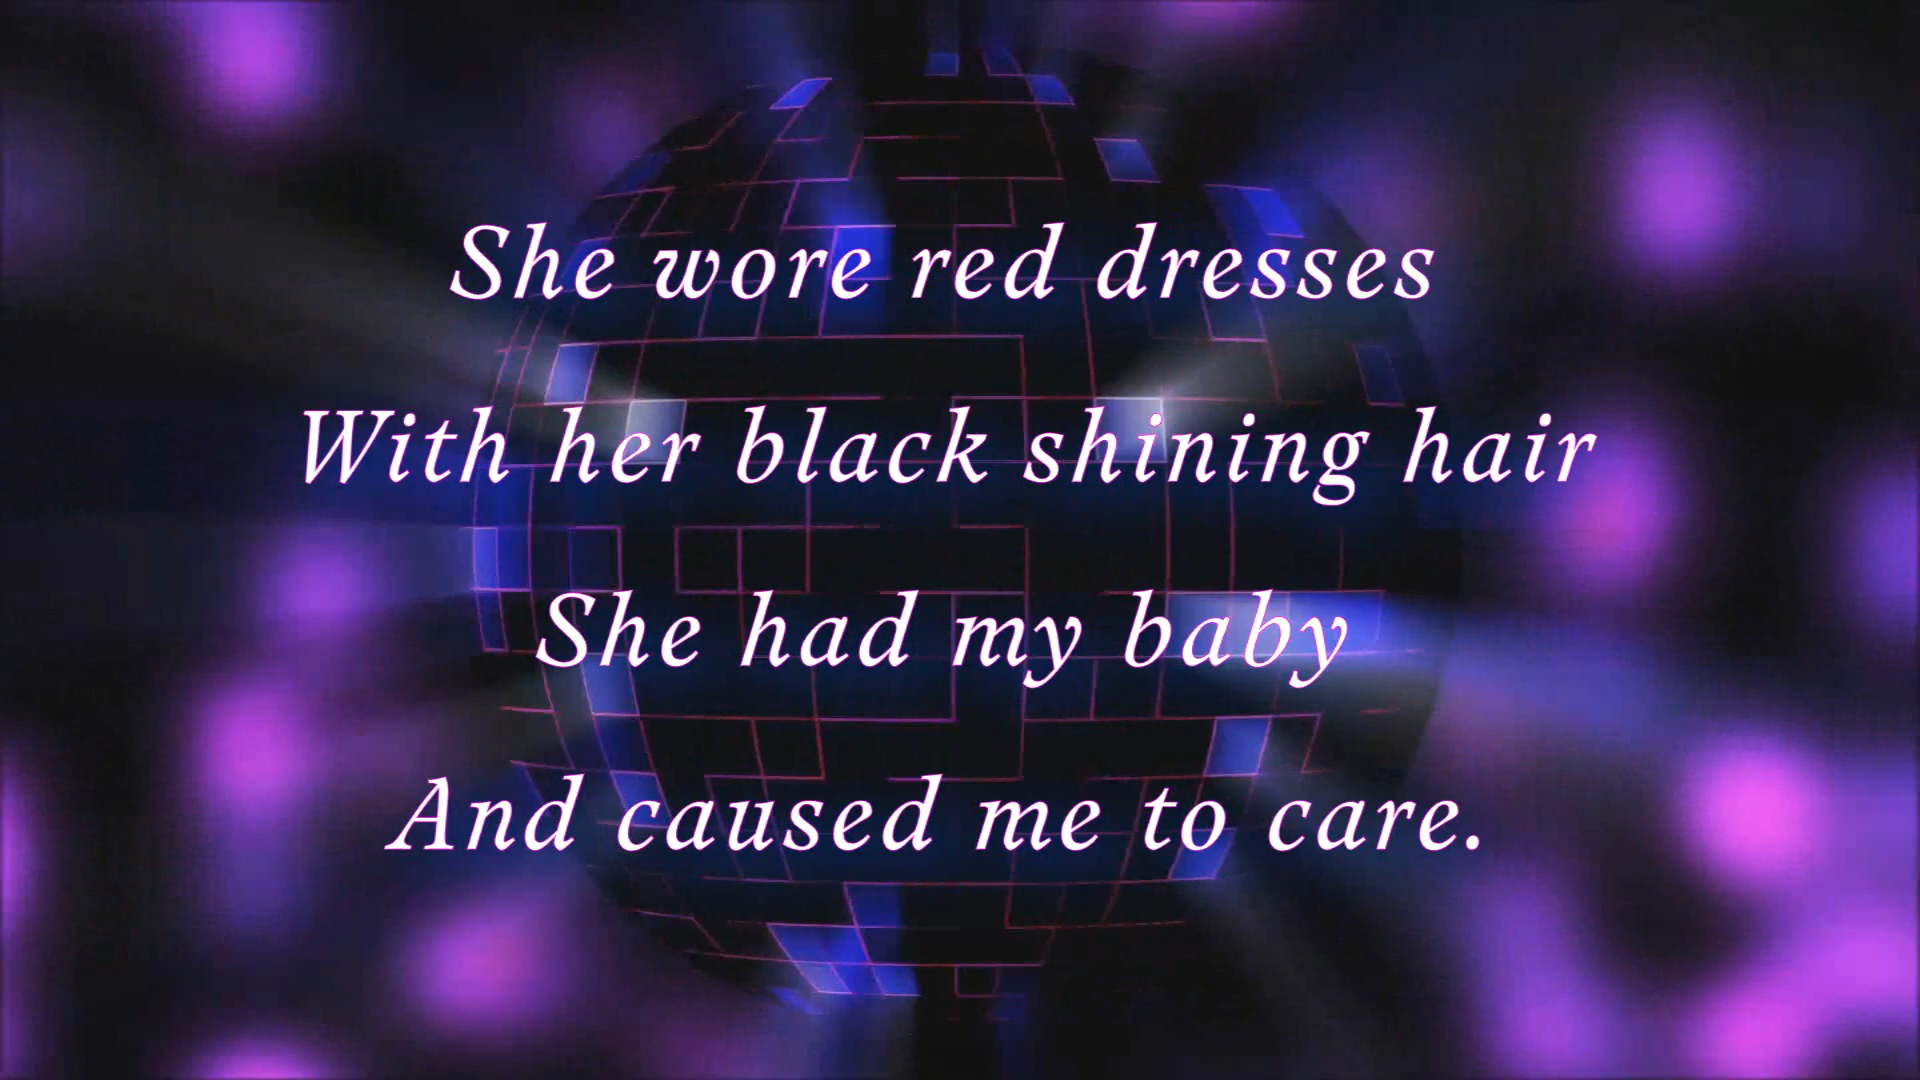 She wore red dresses
With her black shining hair
She had my baby
And caused me to care.